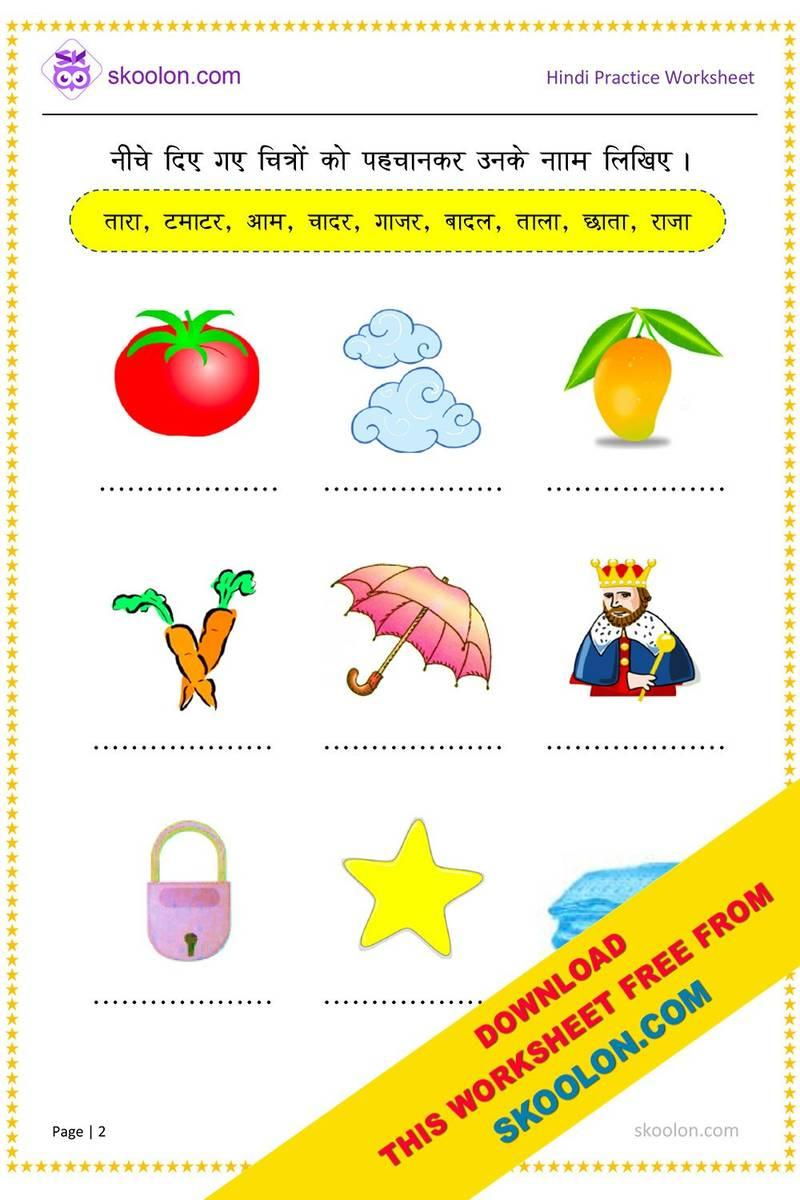 SK
skoolon.com
Hindi Practice Worksheet
नीचे दिए गए चित्रों को पहचानकर उनके नााम लिखिए ।
तारा, टमाटर, आम, चादर, गाजर, बादल, ताला, छाता, राजा
DOWNLOAD
THIS WORKSHEET FREE FROM
SKOOLON.COM
Page | 2
skoolon.com